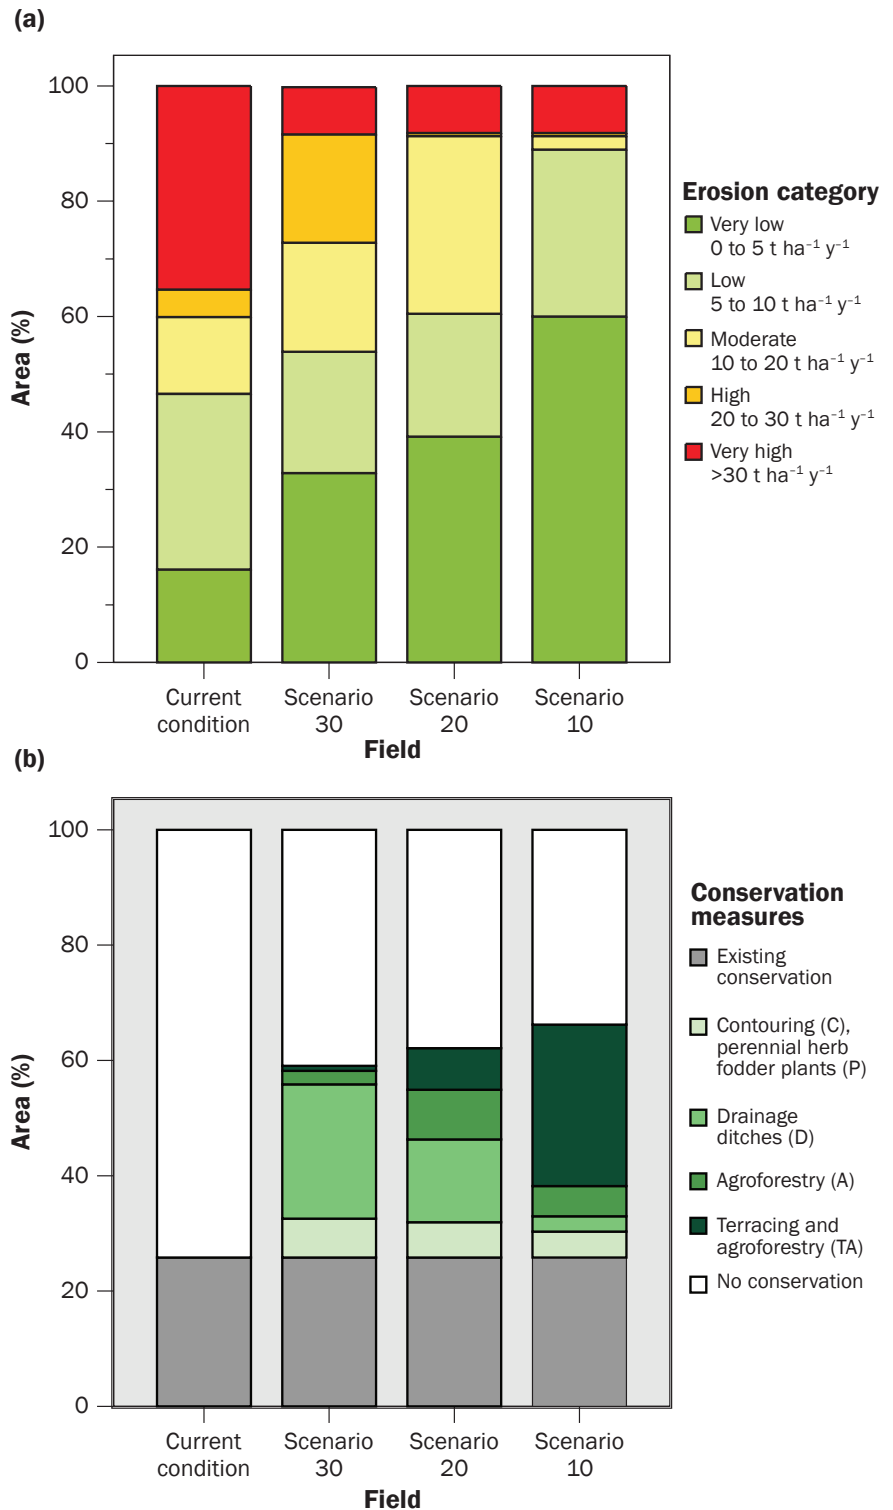 (a)
100
80
60
40
20
0
Area (%)
Current
condition
Scenario
30
Scenario
20
Scenario
10
Field
Erosion category
Very low
0 to 5 t ha⁻¹ y⁻¹
Low
5 to 10 t ha⁻¹ y⁻¹
Moderate
10 to 20 t ha⁻¹ y⁻¹
High
20 to 30 t ha⁻¹ y⁻¹
Very high
>30 t ha⁻¹ y⁻¹
(b)
100
80
60
40
20
0
Area (%)
Current
condition
Scenario
30
Scenario
20
Scenario
10
Field
Conservation
measures
Existing
conservation
Contouring (C),
perennial herb
fodder plants (P)
Drainage
ditches (D)
Agroforestry (A)
Terracing and
agroforestry (TA)
No conservation